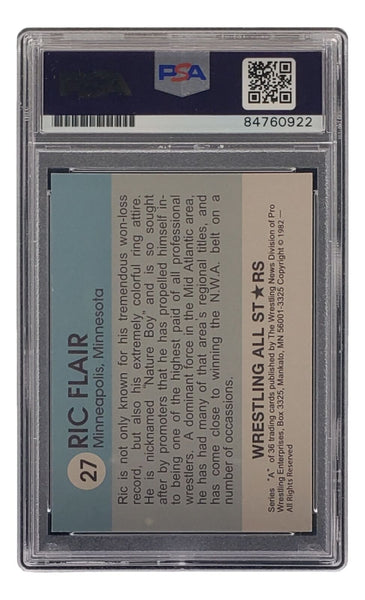 PSA
PSA
84760922
27
RIC FLAIR
Minneapolis, Minnesota
Ric is not only known for his tremendous won-loss
record, but also his extremely colorful ring attire.
He is nicknamed "Nature Boy" and is so sought
after by promoters that he has propelled himself in-
to being one of the highest paid of all professional
wrestlers. A dominant force in the Mid Atlantic area,
he has had many of that area's regional titles, and
has come close to winning the N.W.A. belt on a
number of occassions.
WRESTLING ALL ST★RS
Series "A" of 36 trading cards published by The Wrestling News Division of Pro
Wrestling Enterprises, Box 3325, Mankato, MN 56001-3325 Copyright © 1982 —
All Rights Reserved